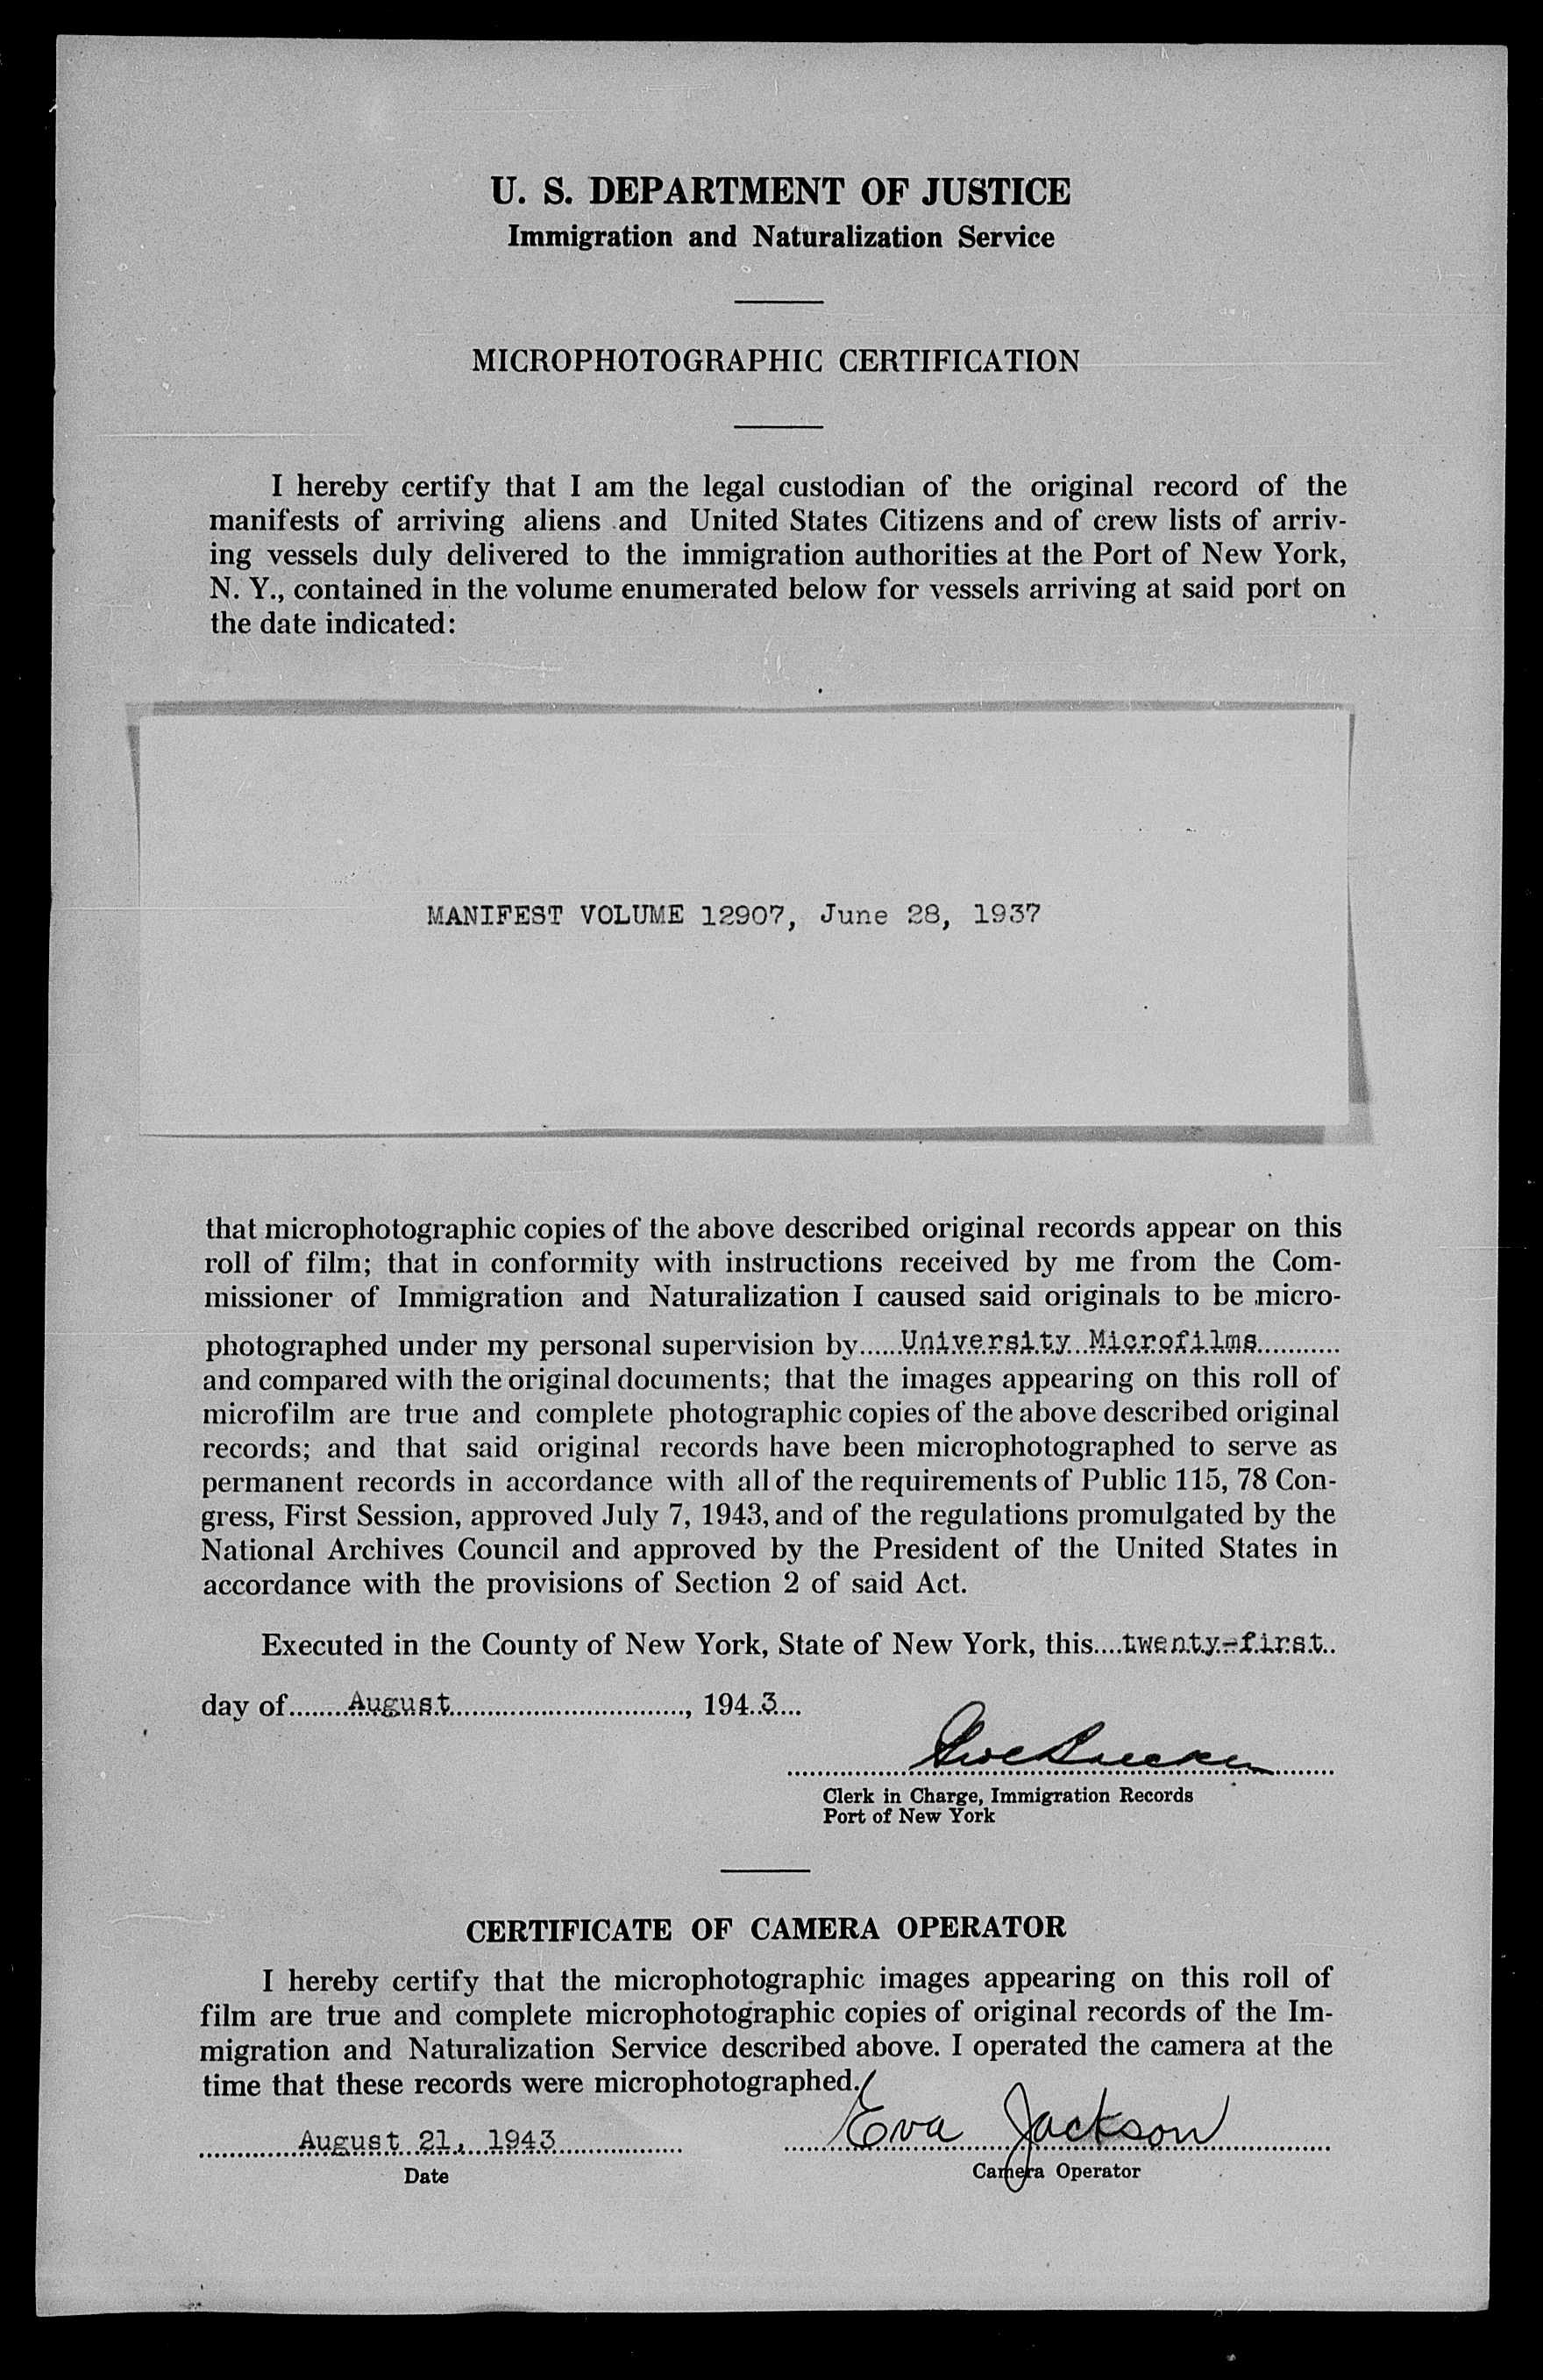 U. S. DEPARTMENT OF JUSTICE
Immigration and Naturalization Service
MICROPHOTOGRAPHIC CERTIFICATION
I hereby certify that I am the legal custodian of the original record of the
manifests of arriving aliens and United States Citizens and of crew lists of arriv-
ing vessels duly delivered to the immigration authorities at the Port of New York,
N. Y., contained in the volume enumerated below for vessels arriving at said port on
the date indicated:
MANIFEST VOLUME 12907, June 28, 1937
that microphotographic copies of the above described original records appear on this
roll of film; that in conformity with instructions received by me from the Com-
missioner of Immigration and Naturalization I caused said originals to be micro-
photographed under my personal supervision by University Microfilms
and compared with the original documents; that the images appearing on this roll of
microfilm are true and complete photographic copies of the above described original
records; and that said original records have been microphotographed to serve as
permanent records in accordance with all of the requirements of Public 115, 78 Con-
gress, First Session, approved July 7, 1943, and of the regulations promulgated by the
National Archives Council and approved by the President of the United States in
accordance with the provisions of Section 2 of said Act.
Executed in the County of New York, State of New York, this twenty-first
day of August, 1943
Clerk in Charge, Immigration Records
Port of New York
CERTIFICATE OF CAMERA OPERATOR
I hereby certify that the microphotographic images appearing on this roll of
film are true and complete microphotographic copies of original records of the Im-
migration and Naturalization Service described above. I operated the camera at the
time that these records were microphotographed.
August 21, 1943 Eva Jackson
Date Camera Operator